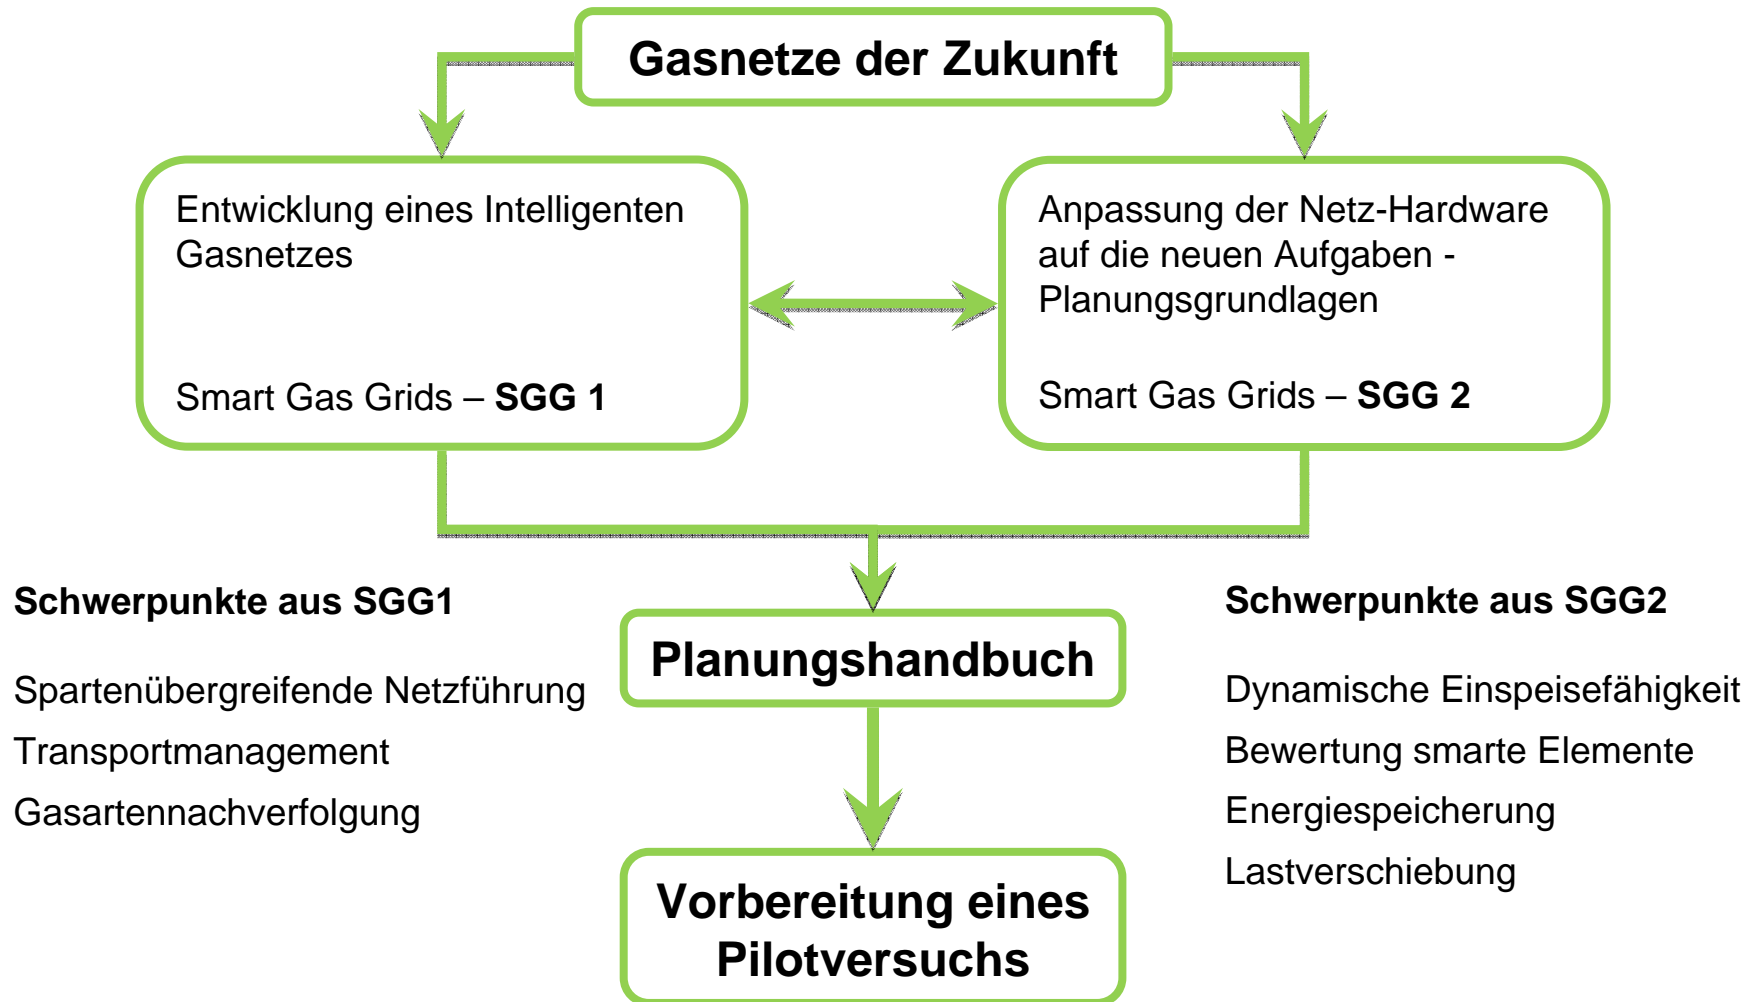 Gasnetze der Zukunft
Entwicklung eines Intelligenten
Gasnetzes
Smart Gas Grids – SGG 1
Anpassung der Netz-Hardware
auf die neuen Aufgaben -
Planungsgrundlagen
Smart Gas Grids – SGG 2
Schwerpunkte aus SGG1
Spartenübergreifende Netzführung
Transportmanagement
Gasartennachverfolgung
Planungshandbuch
Vorbereitung eines
Pilotversuchs
Schwerpunkte aus SGG2
Dynamische Einspeisefähigkeit
Bewertung smarte Elemente
Energiespeicherung
Lastverschiebung